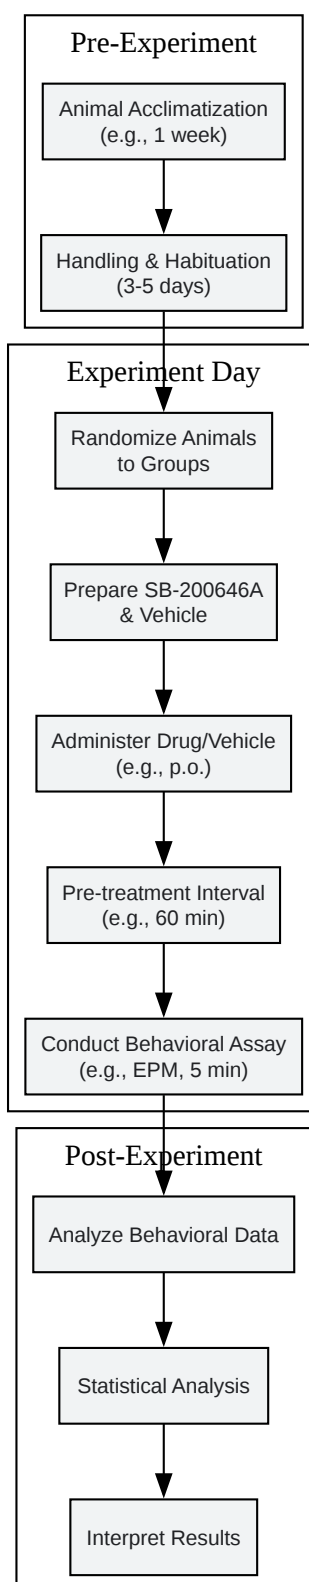 Pre-Experiment
Animal Acclimatization
(e.g., 1 week)
Handling & Habituation
(3-5 days)
Experiment Day
Randomize Animals
to Groups
Prepare SB-200646A
& Vehicle
Administer Drug/Vehicle
(e.g., p.o.)
Pre-treatment Interval
(e.g., 60 min)
Conduct Behavioral Assay
(e.g., EPM, 5 min)
Post-Experiment
Analyze Behavioral Data
Statistical Analysis
Interpret Results